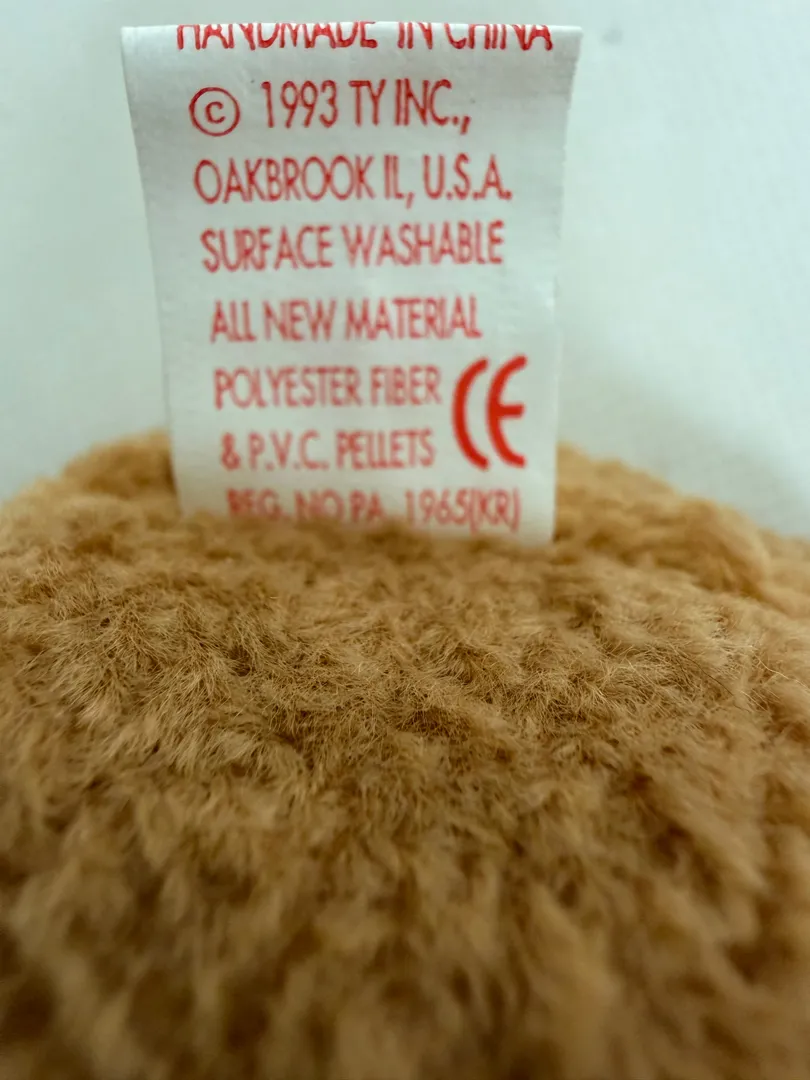 HANDMADE IN CHINA
© 1993 TY INC.,
OAKBROOK IL, U.S.A.
SURFACE WASHABLE
ALL NEW MATERIAL
POLYESTER FIBER
& P.V.C. PELLETS CE
REG. NO PA. 1965(KR)